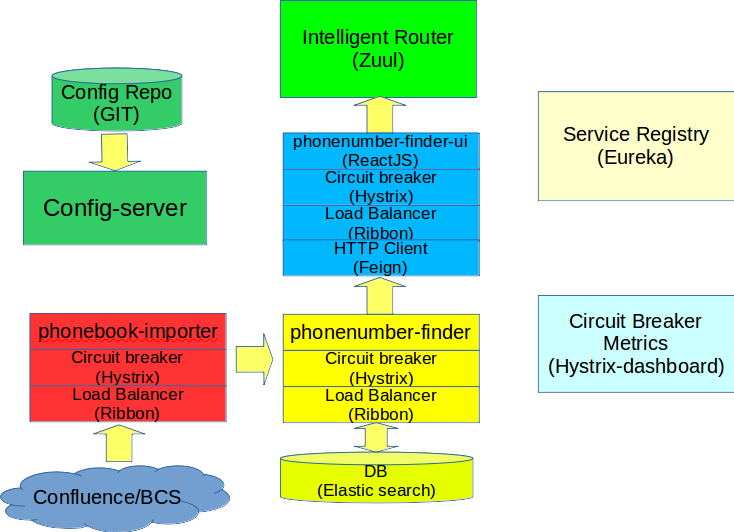 Intelligent Router
(Zuul)
Config Repo
(GIT)
Config-server
phonenumber-finder-ui
(ReactJS)
Circuit breaker
(Hystrix)
Load Balancer
(Ribbon)
HTTP Client
(Feign)
Service Registry
(Eureka)
phonebook-importer
Circuit breaker
(Hystrix)
Load Balancer
(Ribbon)
phonenumber-finder
Circuit breaker
(Hystrix)
Load Balancer
(Ribbon)
Circuit Breaker
Metrics
(Hystrix-dashboard)
Confluence/BCS
DB
(Elastic search)